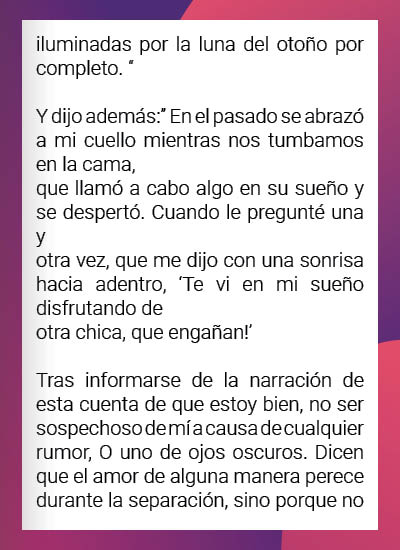 iluminadas por la luna del otoño por
completo. “

Y dijo además:” En el pasado se abrazó
a mi cuello mientras nos tumbamos
en la cama,
que llamó a cabo algo en su sueño y
se despertó. Cuando le pregunté una
y
otra vez, que me dijo con una sonrisa
hacia adentro, ‘Te vi en mi sueño
disfrutando de
otra chica, que engañan!’

Tras informarse de la narración de
esta cuenta de que estoy bien, no ser
sospechoso de mí a causa de cualquier
rumor, O uno de ojos oscuros. Dicen
que el amor de alguna manera perece
durante la separación, sino porque no